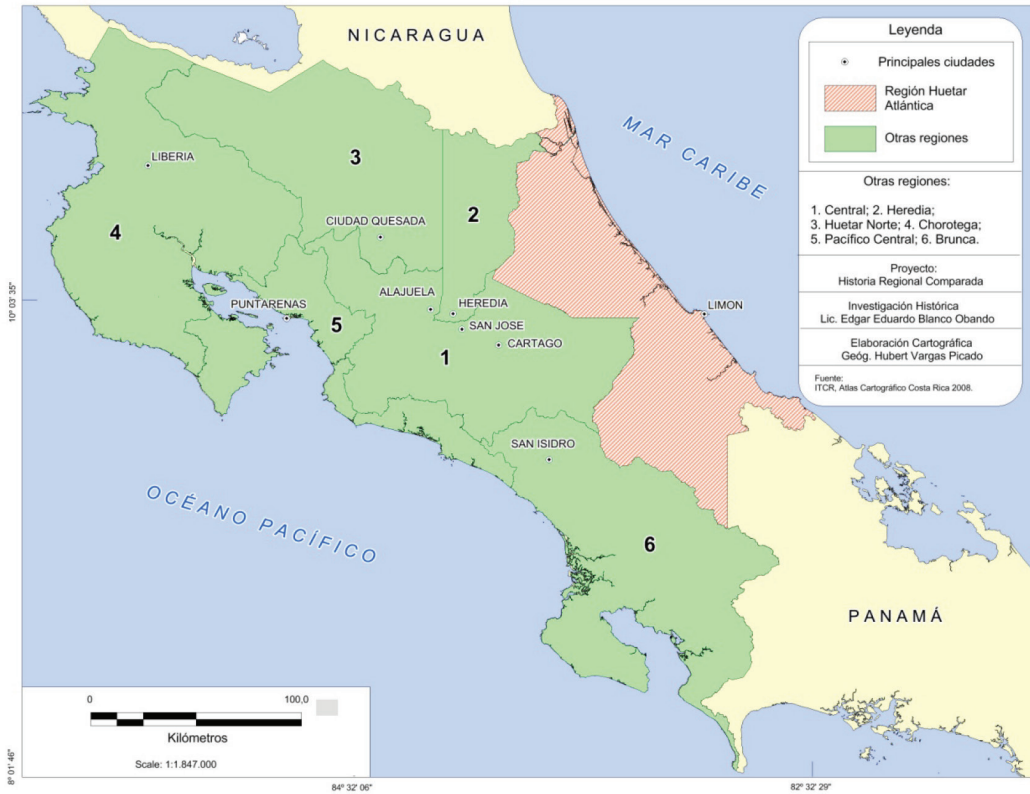 NICARAGUA
MAR CARIBE
LIBERIA
3
CIUDAD QUESADA
2
4
ALAJUELA
HEREDIA
PUNTARENAS
SAN JOSE
LIMON
5
CARTAGO
1
SAN ISIDRO
OCÉANO PACÍFICO
6
PANAMÁ
Leyenda
Principales ciudades
Región Huetar
Atlántica
Otras regiones
Otras regiones:
1. Central; 2. Heredia;
3. Huetar Norte; 4. Chorotega;
5. Pacífico Central; 6. Brunca.
Proyecto:
Historia Regional Comparada
Investigación Histórica
Lic. Edgar Eduardo Blanco Obando
Elaboración Cartográfica
Geóg. Hubert Vargas Picado
Fuente:
ITCR, Atlas Cartográfico Costa Rica 2008.
10º 03' 35"
8º 01' 46"
0 100,0
Kilómetros
Scale: 1:1.847.000
84º 32' 06"
82º 32' 29"